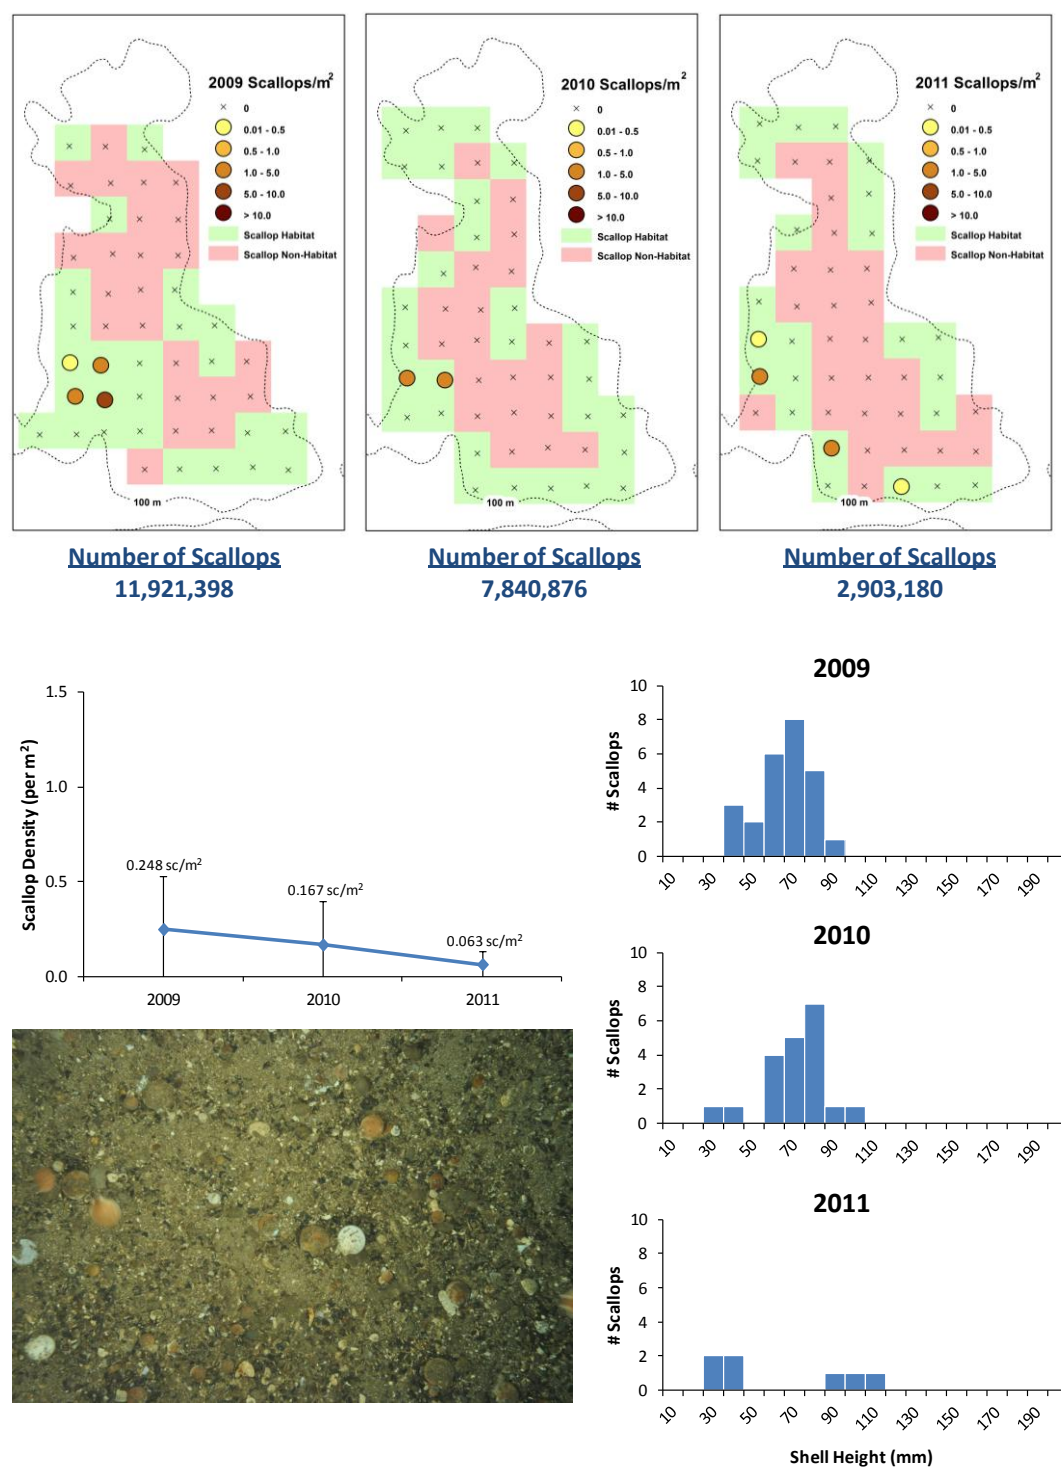 2009 Scallops/m²
0
0.01 - 0.5
0.5 - 1.0
1.0 - 5.0
5.0 - 10.0
> 10.0
Scallop Habitat
Scallop Non-Habitat
100 m
2010 Scallops/m²
0
0.01 - 0.5
0.5 - 1.0
1.0 - 5.0
5.0 - 10.0
> 10.0
Scallop Habitat
Scallop Non-Habitat
100 m
2011 Scallops/m²
0
0.01 - 0.5
0.5 - 1.0
1.0 - 5.0
5.0 - 10.0
> 10.0
Scallop Habitat
Scallop Non-Habitat
100 m
Number of Scallops
11,921,398
Number of Scallops
7,840,876
Number of Scallops
2,903,180
Scallop Density (per m²)
1.5
1.0
0.5
0.0
0.248 sc/m²
0.167 sc/m²
0.063 sc/m²
2009 2010 2011
2009
# Scallops
10
8
6
4
2
0
10 30 50 70 90 110 130 150 170 190
2010
# Scallops
10
8
6
4
2
0
10 30 50 70 90 110 130 150 170 190
2011
# Scallops
10
8
6
4
2
0
10 30 50 70 90 110 130 150 170 190
Shell Height (mm)